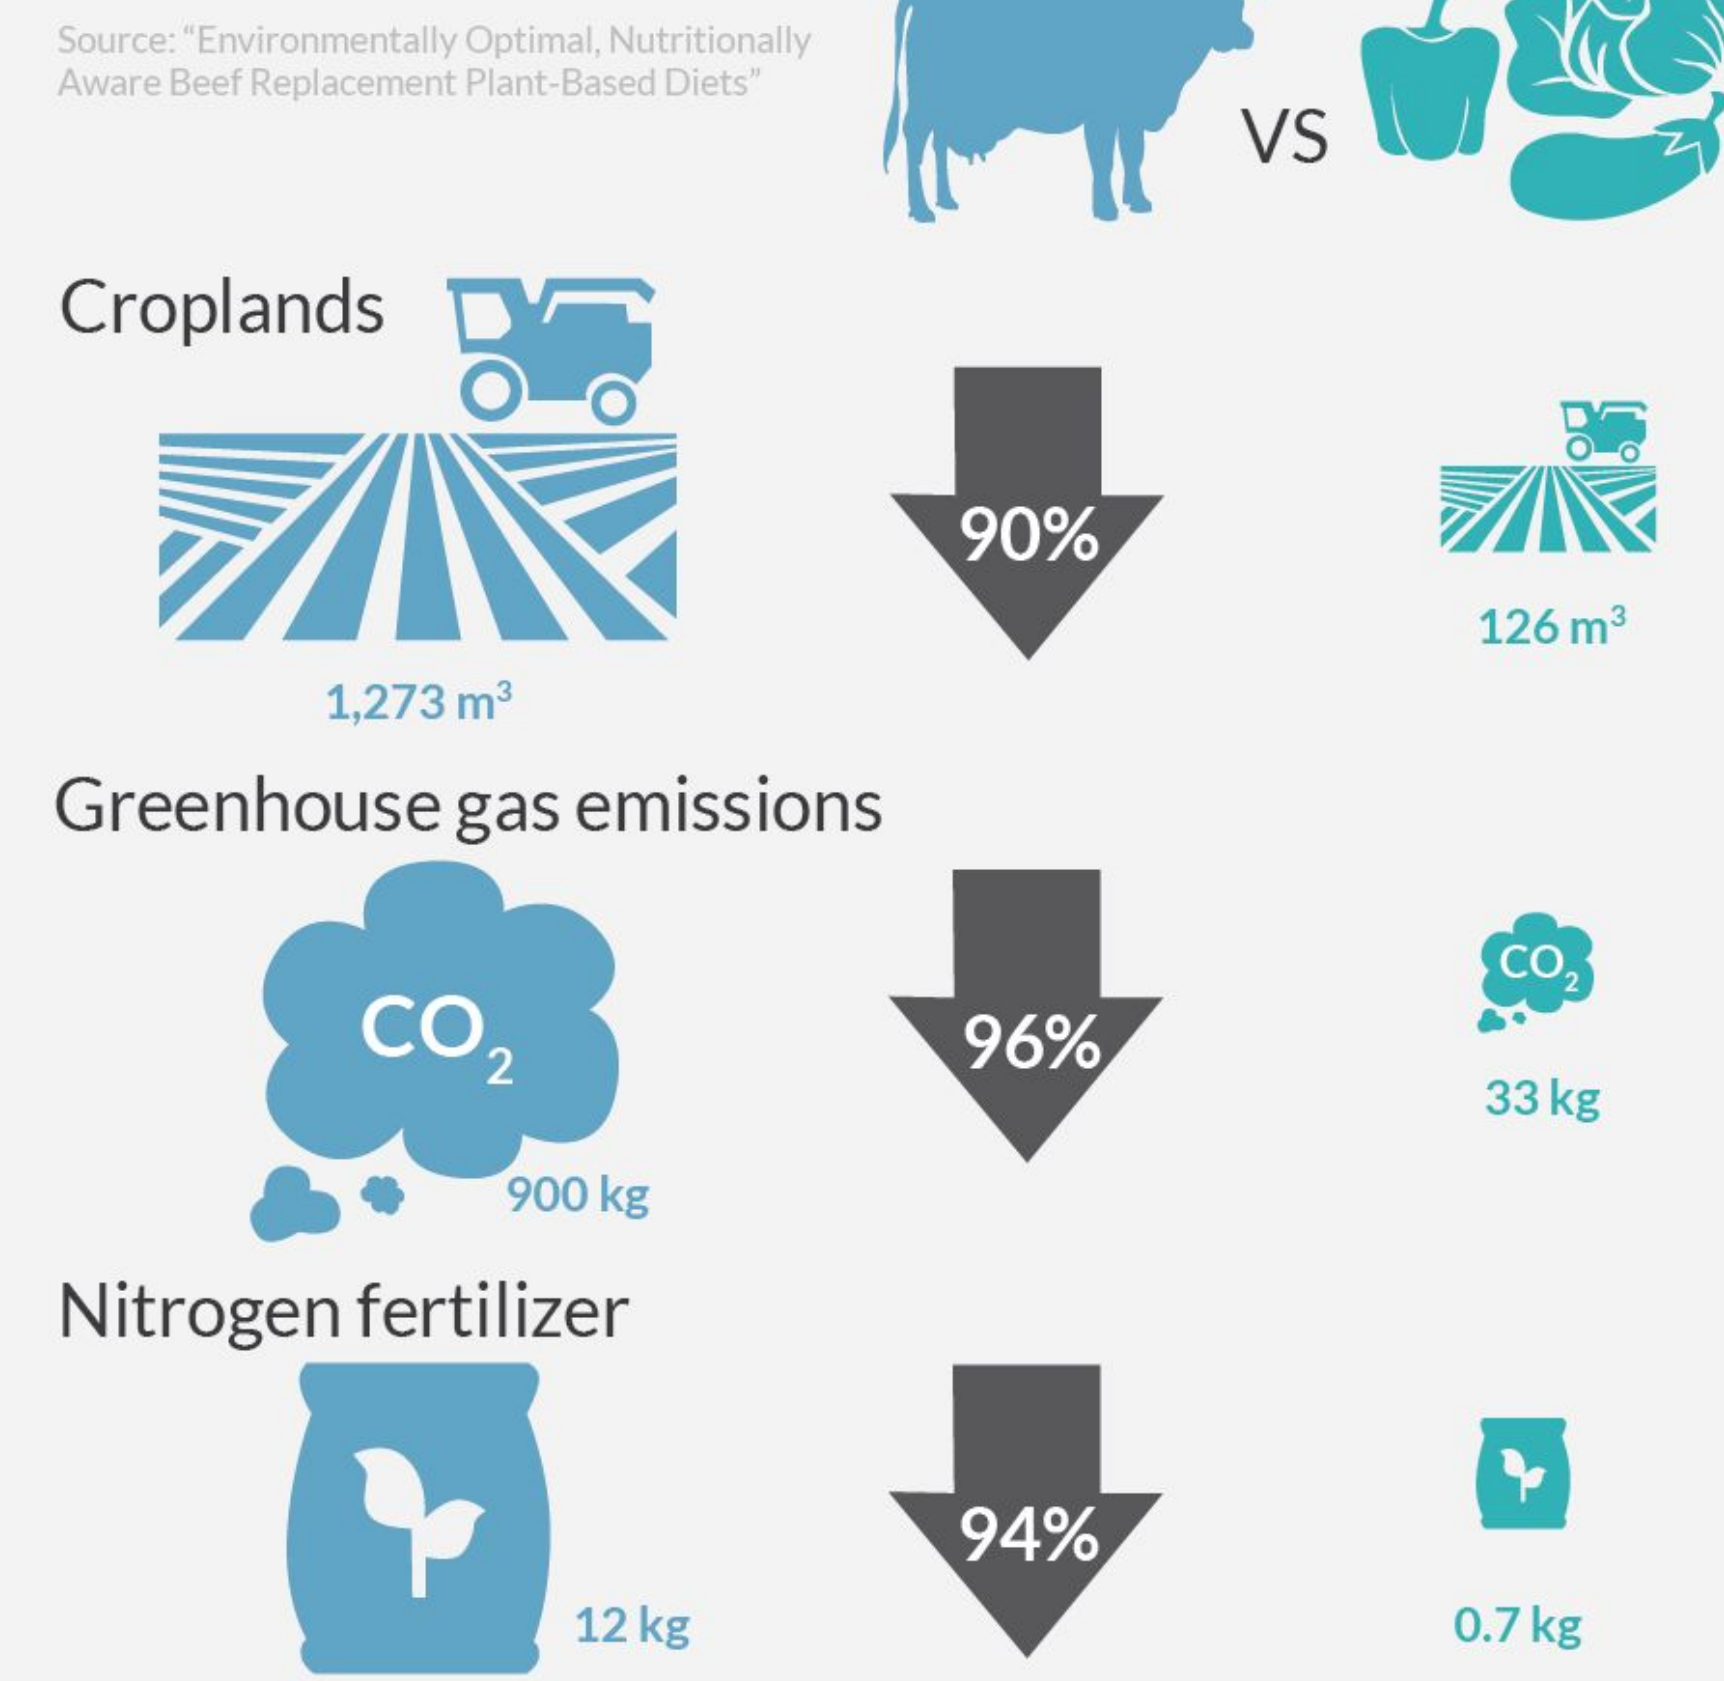 Source: “Environmentally Optimal, Nutritionally
Aware Beef Replacement Plant-Based Diets”
VS
Croplands
90%
126 m³
1,273 m³
Greenhouse gas emissions
CO₂
CO₂
96%
33 kg
900 kg
Nitrogen fertilizer
94%
12 kg
0.7 kg